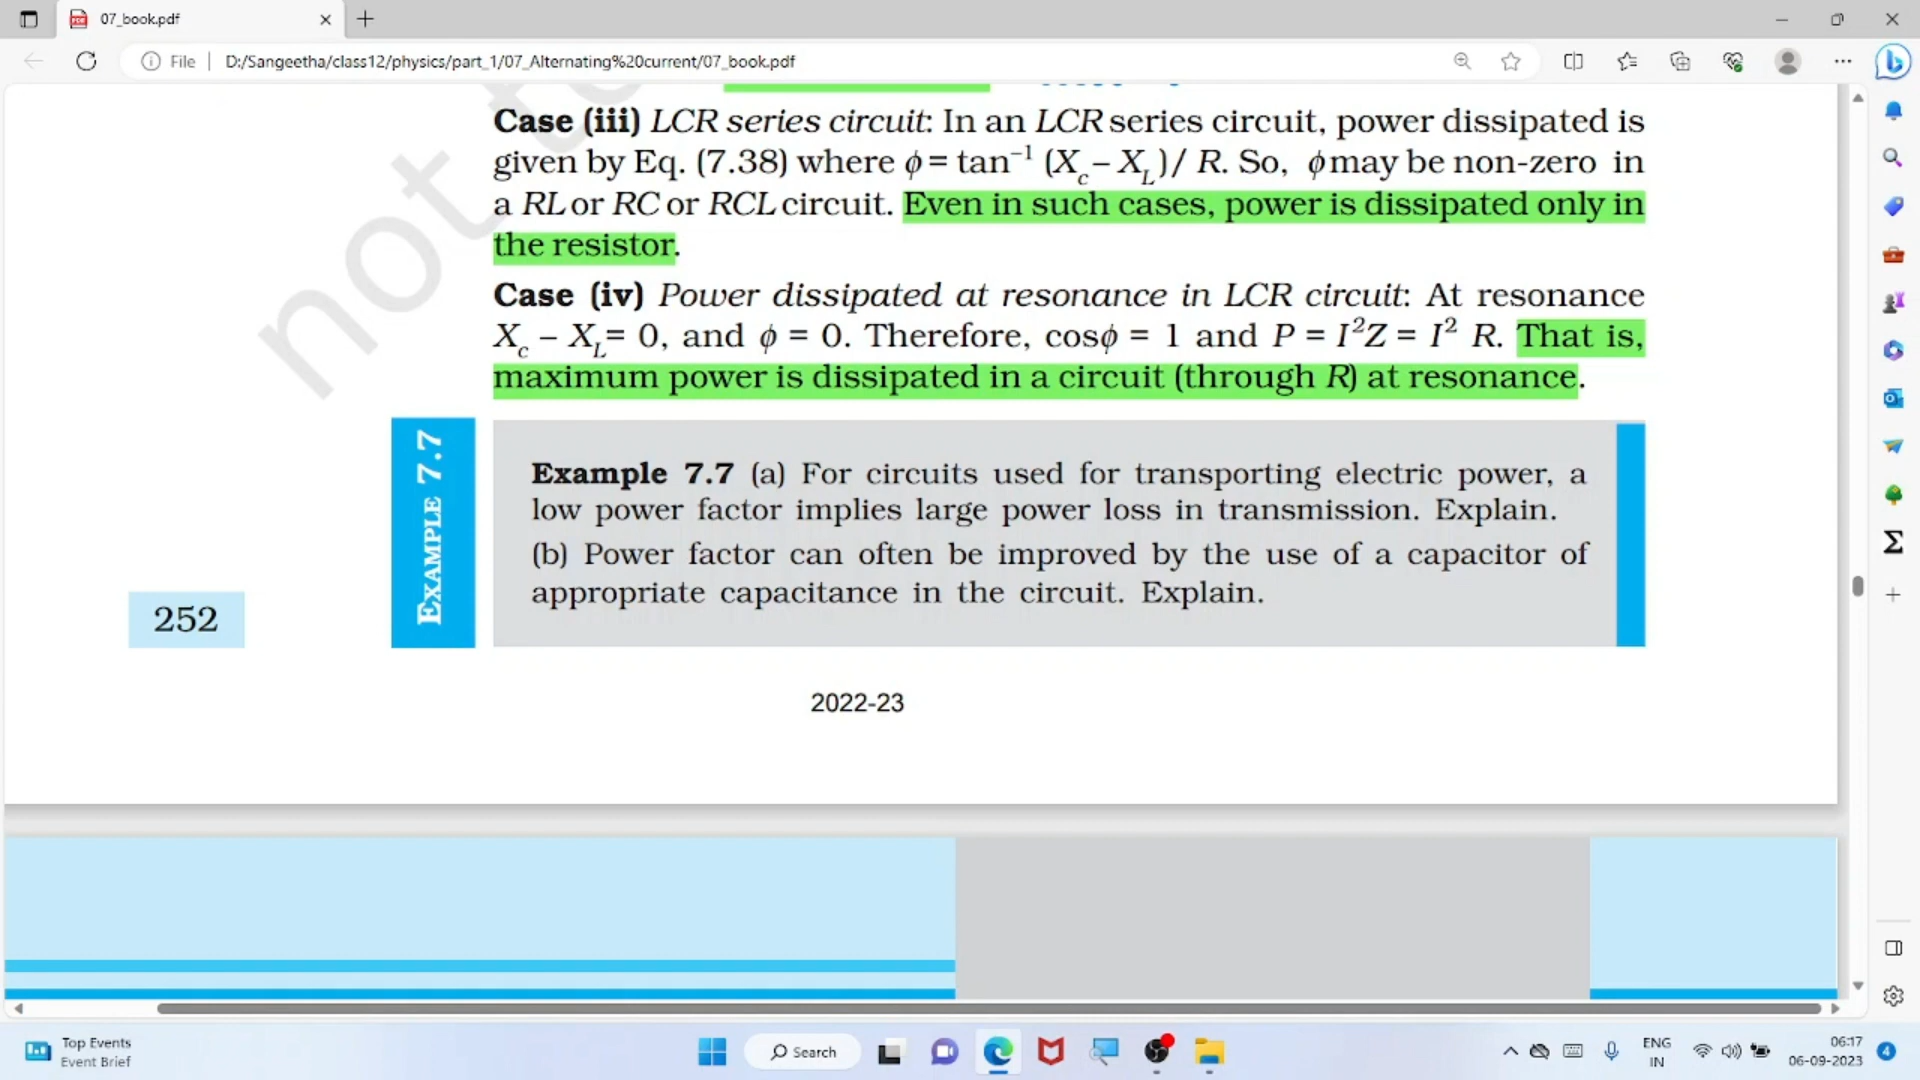 07_book.pdf
File
D:/Sangeetha/class12/physics/part_1/07_Alternating%20current/07_book.pdf
Case (iii) LCR series circuit: In an LCR series circuit, power dissipated is
given by Eq. (7.38) where ϕ = tan⁻¹ (X_c – X_L)/ R. So, ϕ may be non-zero in
a RL or RC or RCL circuit. Even in such cases, power is dissipated only in
the resistor.
Case (iv) Power dissipated at resonance in LCR circuit: At resonance
X_c – X_L = 0, and ϕ = 0. Therefore, cosϕ = 1 and P = I²Z = I² R. That is,
maximum power is dissipated in a circuit (through R) at resonance.
EXAMPLE 7.7
Example 7.7 (a) For circuits used for transporting electric power, a
low power factor implies large power loss in transmission. Explain.
(b) Power factor can often be improved by the use of a capacitor of
appropriate capacitance in the circuit. Explain.
252
2022-23
not to
Top Events
Event Brief
Search
ENG
IN
06:17
06-09-2023
4